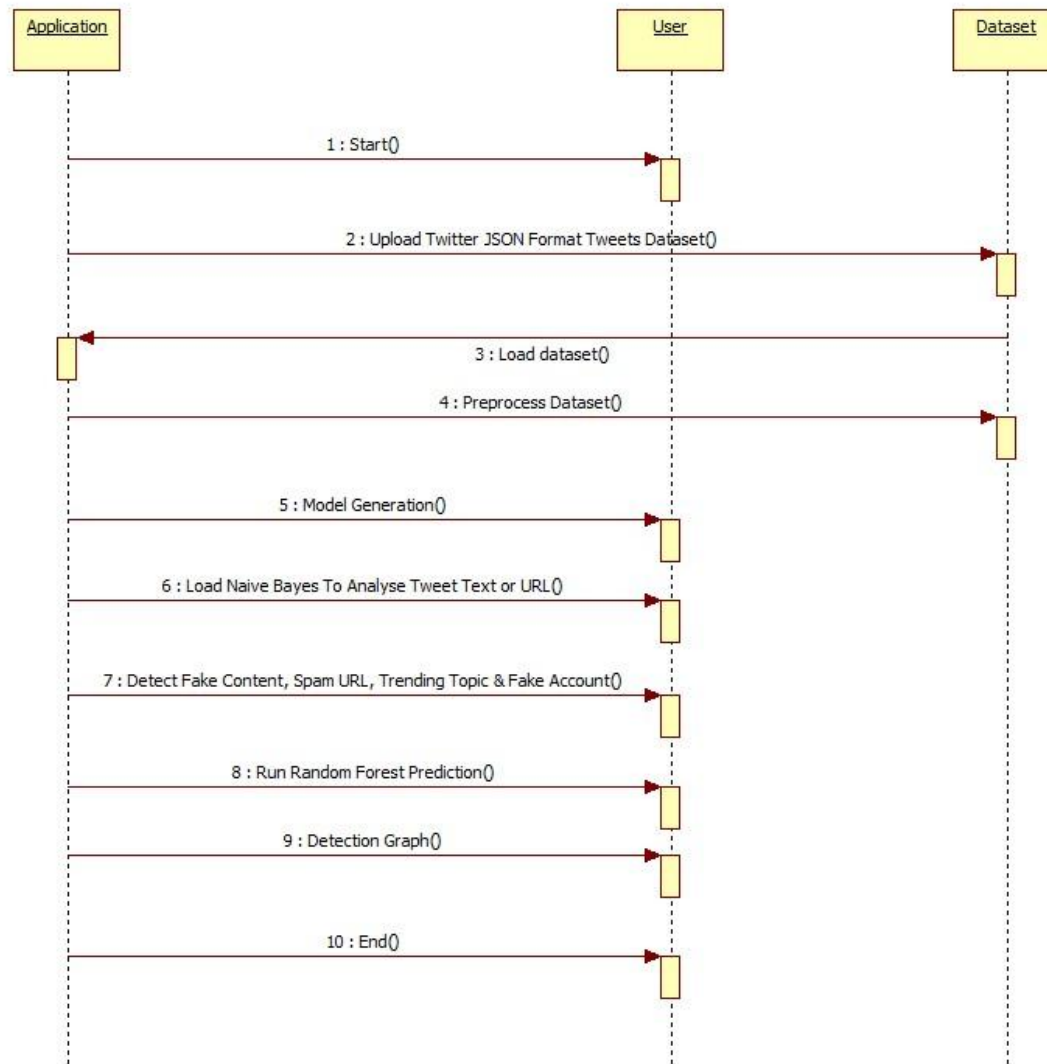 Application
User
Dataset
1 : Start()
2 : Upload Twitter JSON Format Tweets Dataset()
3 : Load dataset()
4 : Preprocess Dataset()
5 : Model Generation()
6 : Load Naive Bayes To Analyse Tweet Text or URL()
7 : Detect Fake Content, Spam URL, Trending Topic & Fake Account()
8 : Run Random Forest Prediction()
9 : Detection Graph()
10 : End()